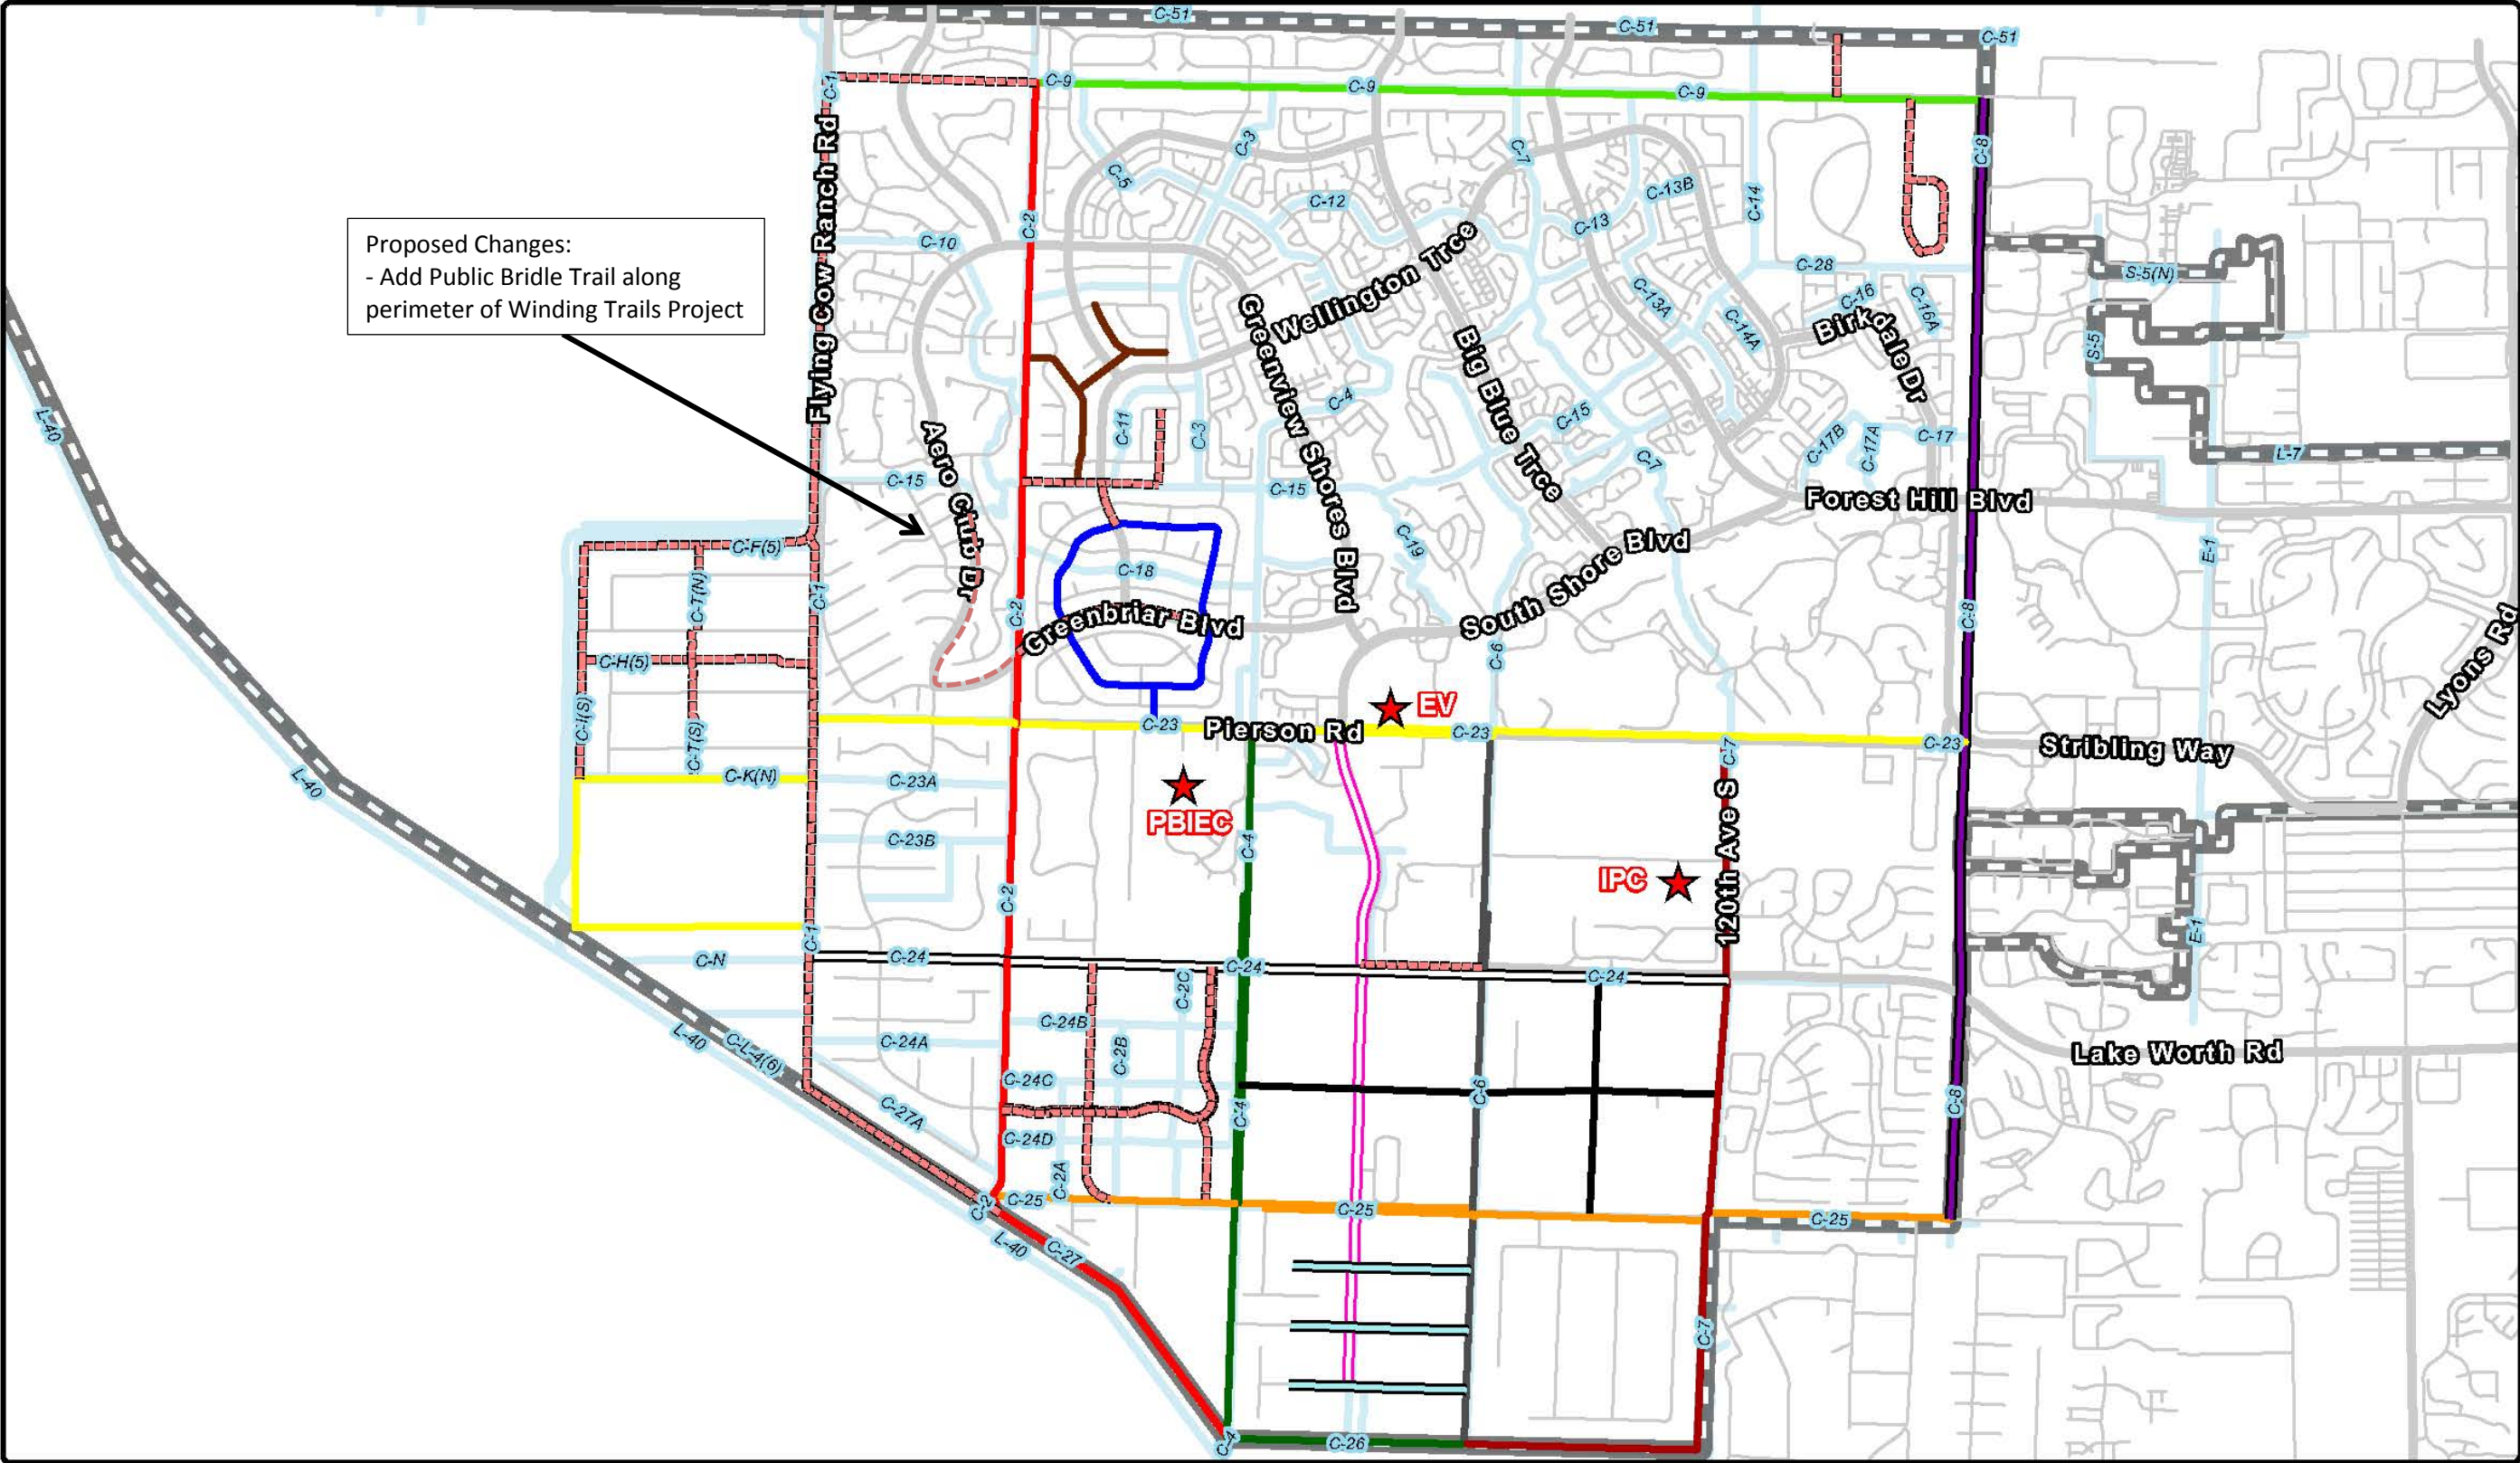 C-51
C-51
C-51
C-1
C-9
C-9
C-9
Flying Cow Ranch Rd
C-3
C-7
C-8
C-5
C-13B
C-12
C-14
C-2
C-13
C-10
Proposed Changes:
- Add Public Bridle Trail along
perimeter of Winding Trails Project
Wellington Trce
C-28
S-5(N)
C-13A
C-16
C-16A
Greenview Shores Blvd
Birkdale Dr
C-14A
S-5
Big Blue Trce
C-4
L-40
C-11
C-3
C-15
C-17B
C-17A
C-17
L-7
Aero Club Dr
C-7
C-15
C-15
Forest Hill Blvd
C-F(5)
C-19
South Shore Blvd
E-1
C-18
C-T(N)
C-1
C-2
C-8
Greenbriar Blvd
C-6
C-H(5)
Lyons Rd
C-I(S)
EV
C-23
Pierson Rd
C-23
C-23
C-T(S)
C-7
Stribling Way
C-K(N)
C-23A
L-40
PBIEC
120th Ave S
C-23B
C-4
IPC
C-2
C-1
E-1
C-N
C-24
C-24
C-24
C-2C
C-24B
L-40
C-L-4(6)
C-24A
C-2B
Lake Worth Rd
C-24C
C-6
C-27A
C-4
C-8
C-24D
C-2A
C-2
C-25
C-25
C-25
L-40
C-27
C-7
C-4
C-26